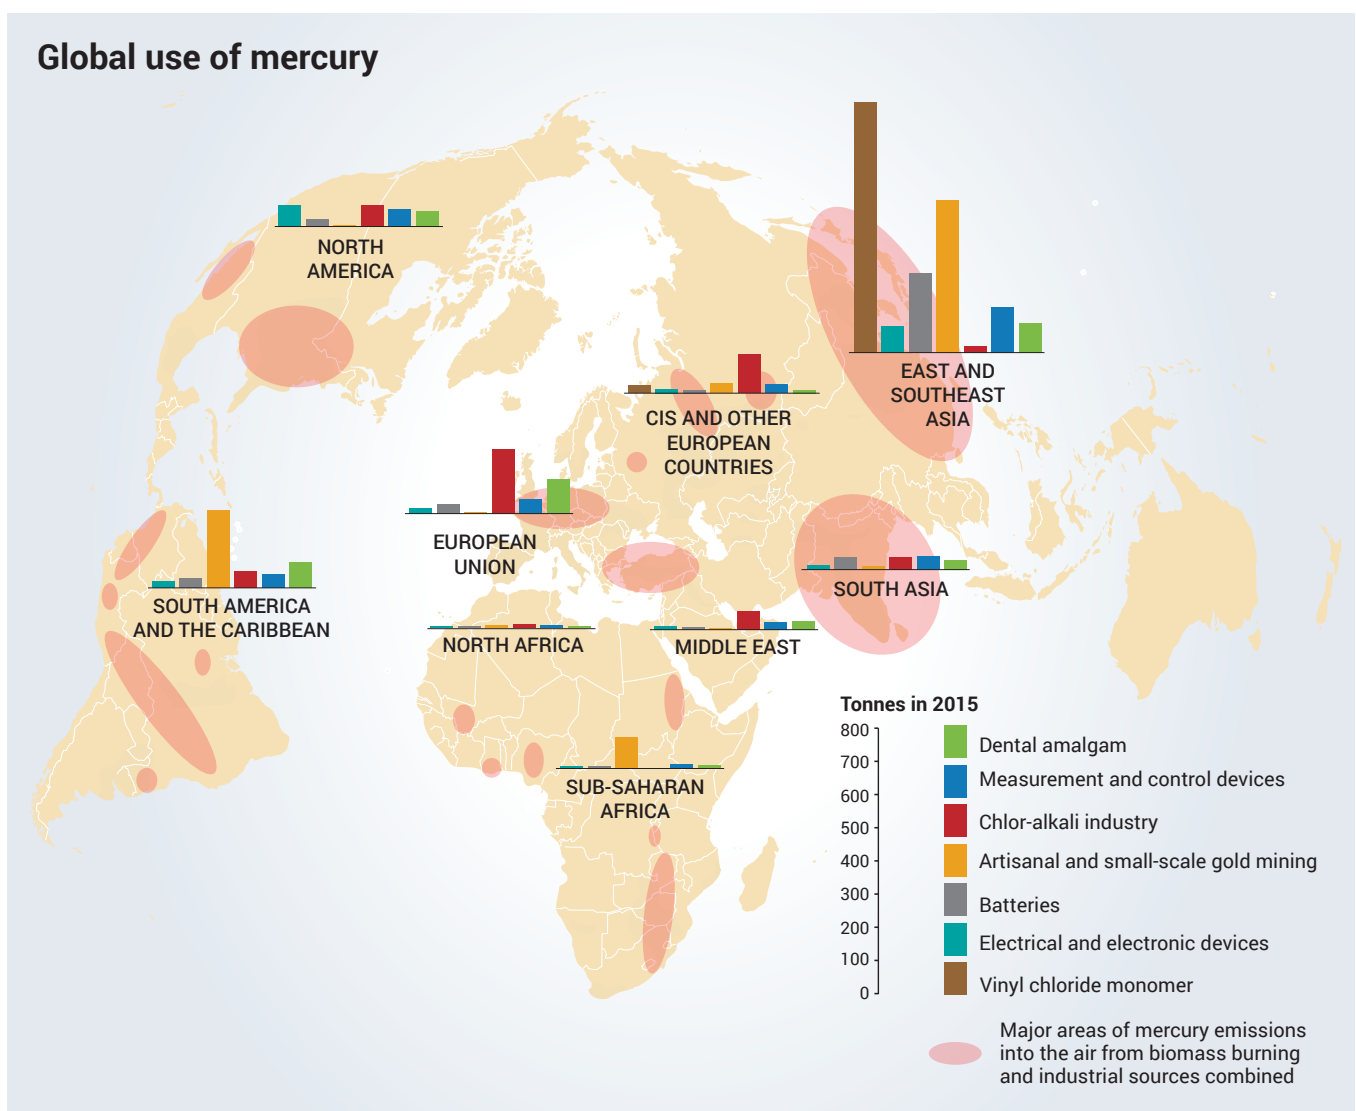 Global use of mercury
NORTH
AMERICA
EAST AND
SOUTHEAST
ASIA
CIS AND OTHER
EUROPEAN
COUNTRIES
EUROPEAN
UNION
SOUTH ASIA
SOUTH AMERICA
AND THE CARIBBEAN
NORTH AFRICA
MIDDLE EAST
SUB-SAHARAN
AFRICA
Tonnes in 2015
800
700
600
500
400
300
200
100
0
Dental amalgam
Measurement and control devices
Chlor-alkali industry
Artisanal and small-scale gold mining
Batteries
Electrical and electronic devices
Vinyl chloride monomer
Major areas of mercury emissions
into the air from biomass burning
and industrial sources combined